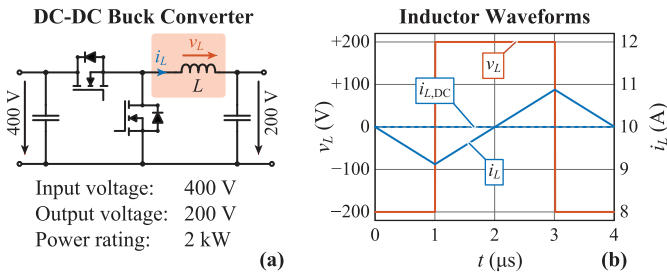 DC-DC Buck Converter
v_L
i_L
L
400 V
200 V
Input voltage: 400 V
Output voltage: 200 V
Power rating: 2 kW
(a)
Inductor Waveforms
+200
+100
0
−100
−200
v_L (V)
12
11
10
9
8
i_L (A)
v_L
i_L,DC
i_L
0 1 2 3 4
t (μs)
(b)